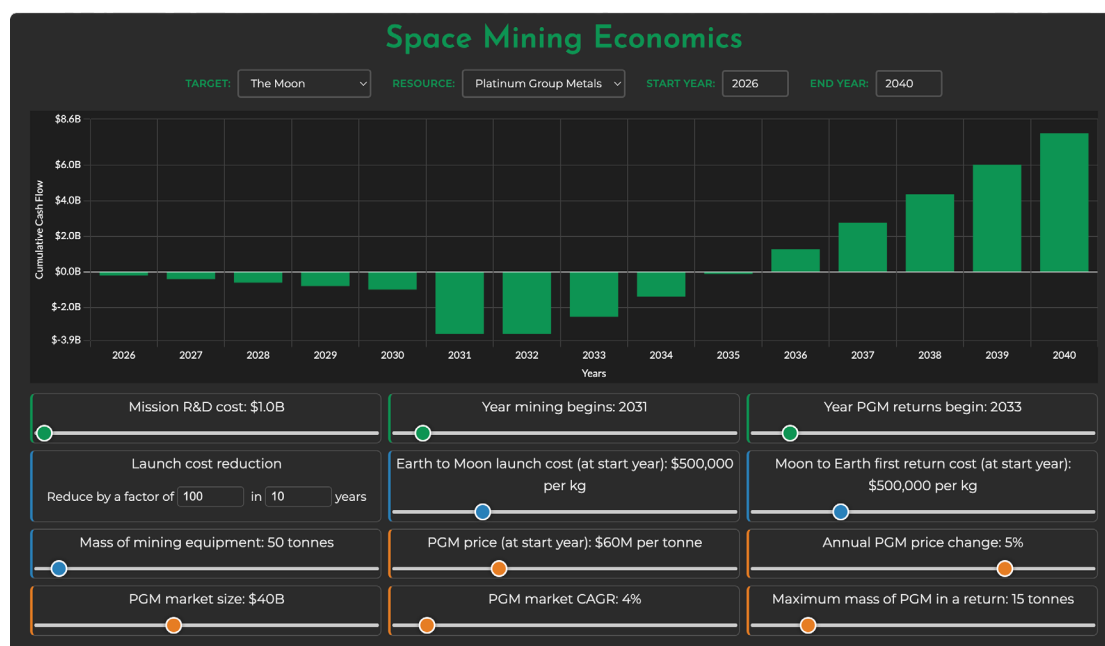 Space Mining Economics
TARGET: The Moon RESOURCE: Platinum Group Metals START YEAR: 2026 END YEAR: 2040
$8.6B
$6.0B
$4.0B
$2.0B
$0.0B
$-2.0B
$-3.9B
Cumulative Cash Flow
2026 2027 2028 2029 2030 2031 2032 2033 2034 2035 2036 2037 2038 2039 2040
Years
Mission R&D cost: $1.0B
Year mining begins: 2031
Year PGM returns begin: 2033
Launch cost reduction
Reduce by a factor of 100 in 10 years
Earth to Moon launch cost (at start year): $500,000
per kg
Moon to Earth first return cost (at start year):
$500,000 per kg
Mass of mining equipment: 50 tonnes
PGM price (at start year): $60M per tonne
Annual PGM price change: 5%
PGM market size: $40B
PGM market CAGR: 4%
Maximum mass of PGM in a return: 15 tonnes